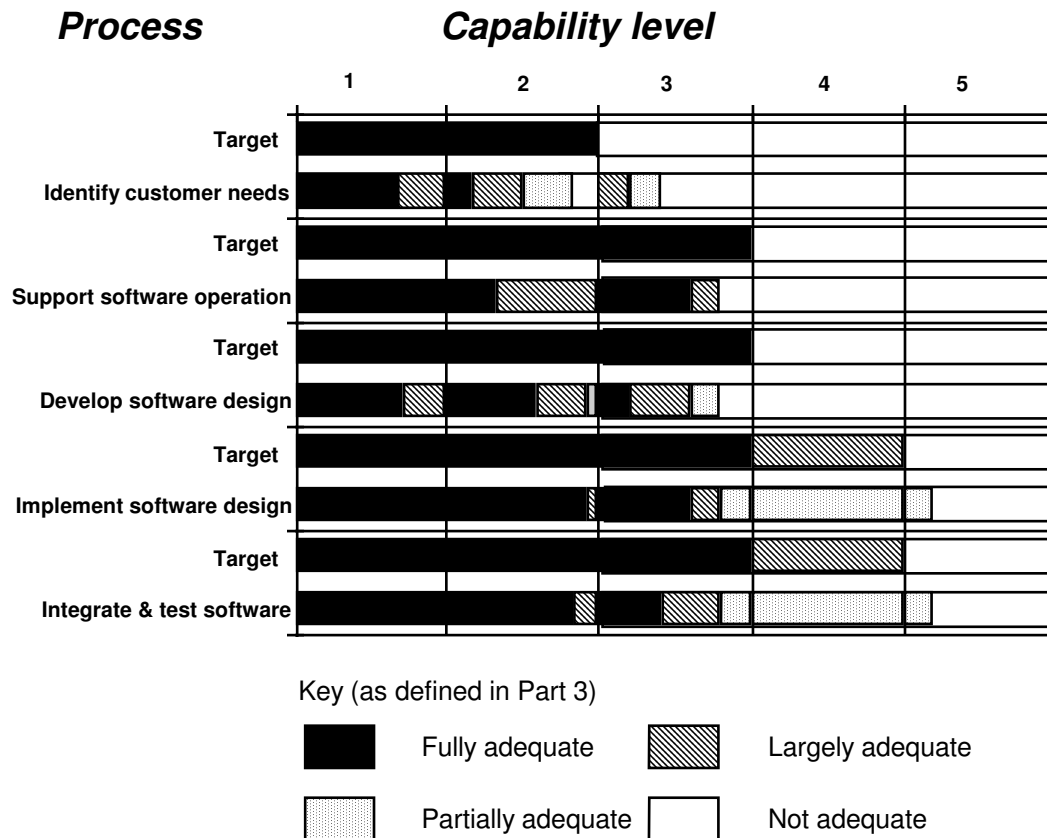 Process Capability level
1 2 3 4 5
Target
Identify customer needs
Target
Support software operation
Target
Develop software design
Target
Implement software design
Target
Integrate & test software
Key (as defined in Part 3)
Fully adequate Largely adequate
Partially adequate Not adequate